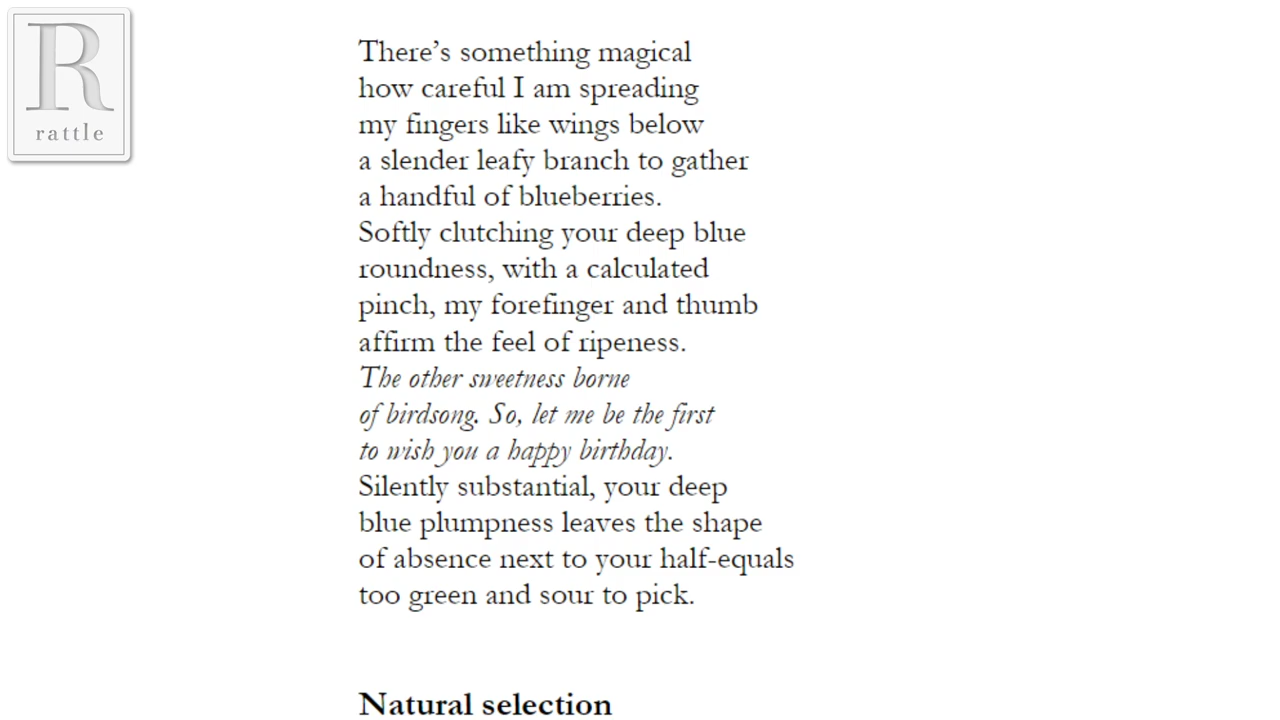 R
rattle
There’s something magical
how careful I am spreading
my fingers like wings below
a slender leafy branch to gather
a handful of blueberries.
Softly clutching your deep blue
roundness, with a calculated
pinch, my forefinger and thumb
affirm the feel of ripeness.
The other sweetness borne
of birdsong. So, let me be the first
to wish you a happy birthday.
Silently substantial, your deep
blue plumpness leaves the shape
of absence next to your half-equals
too green and sour to pick.
Natural selection